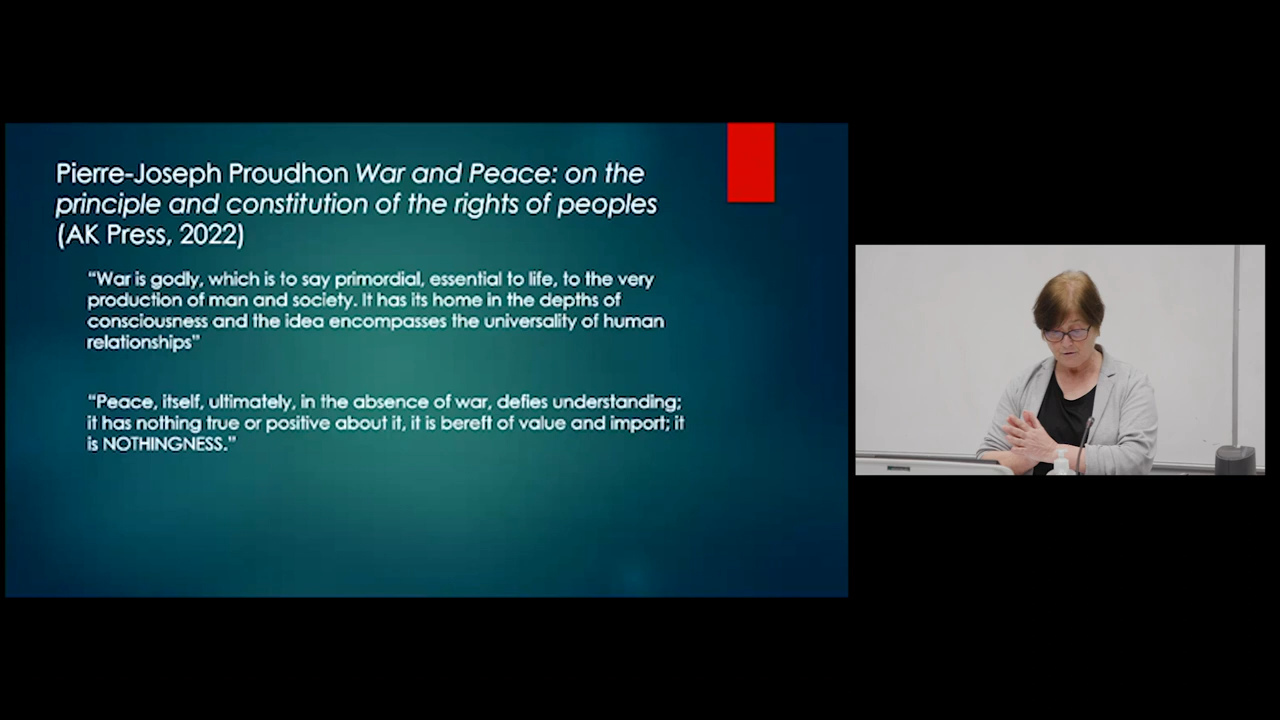 Pierre-Joseph Proudhon War and Peace: on the
principle and constitution of the rights of peoples
(AK Press, 2022)
“War is godly, which is to say primordial, essential to life, to the very
production of man and society. It has its home in the depths of
consciousness and the idea encompasses the universality of human
relationships”
“Peace, itself, ultimately, in the absence of war, defies understanding;
it has nothing true or positive about it, it is bereft of value and import; it
is NOTHINGNESS.”